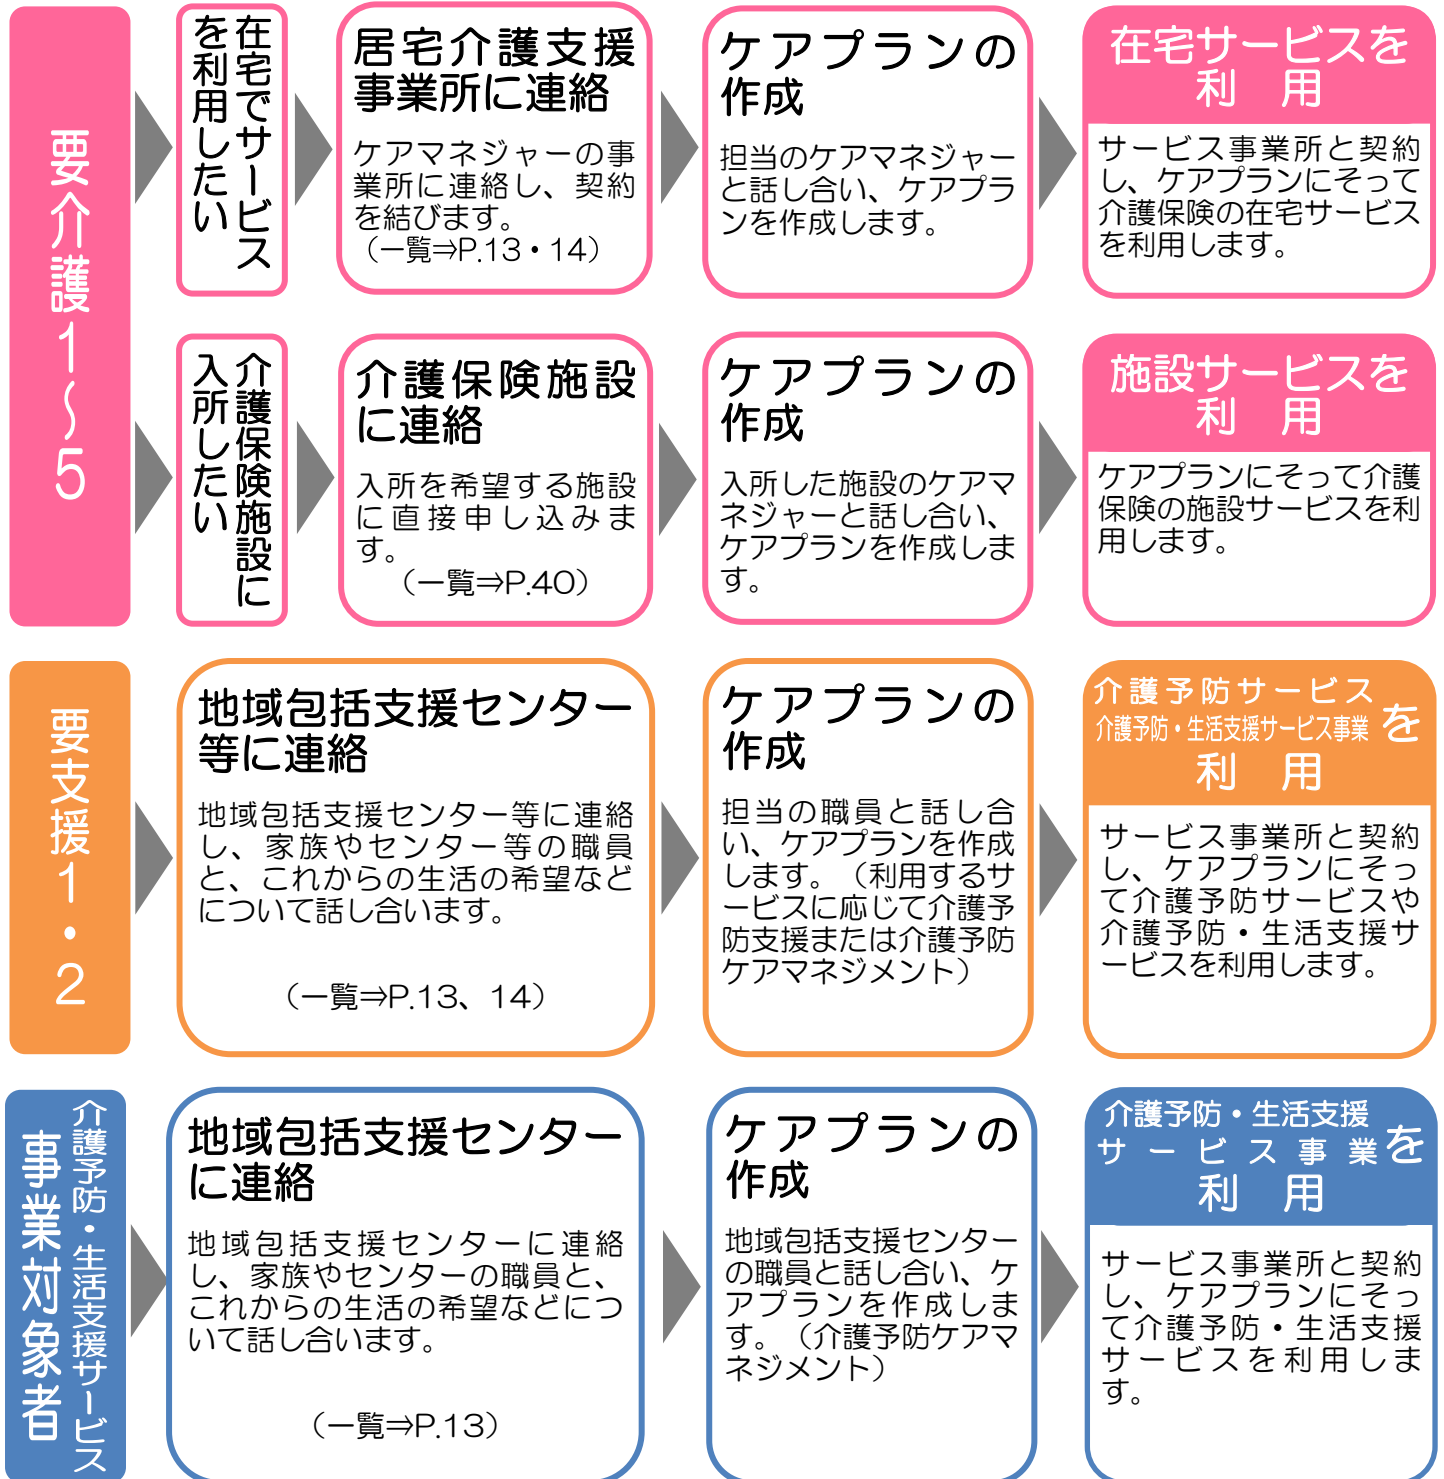 要介護1～5
在宅でサービス
を利用したい
居宅介護支援
事業所に連絡
ケアマネジャーの事
業所に連絡し、契約
を結びます。
（一覧⇒P.13・14）
ケアプランの
作成
担当のケアマネジャー
と話し合い、ケアプラ
ンを作成します。
在宅サービスを
利　用
サービス事業所と契約
し、ケアプランにそって
介護保険の在宅サービス
を利用します。
介護保険施設に
入所したい
介護保険施設
に連絡
入所を希望する施設
に直接申し込みま
す。
（一覧⇒P.40）
ケアプランの
作成
入所した施設のケアマ
ネジャーと話し合い、
ケアプランを作成しま
す。
施設サービスを
利　用
ケアプランにそって介護
保険の施設サービスを利
用します。
要支援1・2
地域包括支援センター
等に連絡
地域包括支援センター等に連絡
し、家族やセンター等の職員
と、これからの生活の希望など
について話し合います。
（一覧⇒P.13、14）
ケアプランの
作成
担当の職員と話し合
い、ケアプランを作成
します。（利用するサ
ービスに応じて介護予
防支援または介護予防
ケアマネジメント）
介護予防サービス
介護予防・生活支援サービス事業を
利　用
サービス事業所と契約
し、ケアプランにそっ
て介護予防サービスや
介護予防・生活支援サ
ービスを利用します。
介護予防・生活支援サービス
事業対象者
地域包括支援センター
に連絡
地域包括支援センターに連絡
し、家族やセンターの職員と、
これからの生活の希望などにつ
いて話し合います。
（一覧⇒P.13）
ケアプランの
作成
地域包括支援センター
の職員と話し合い、ケ
アプランを作成しま
す。（介護予防ケアマ
ネジメント）
介護予防・生活支援
サービス事業を
利　用
サービス事業所と契約
し、ケアプランにそっ
て介護予防・生活支援
サービスを利用しま
す。